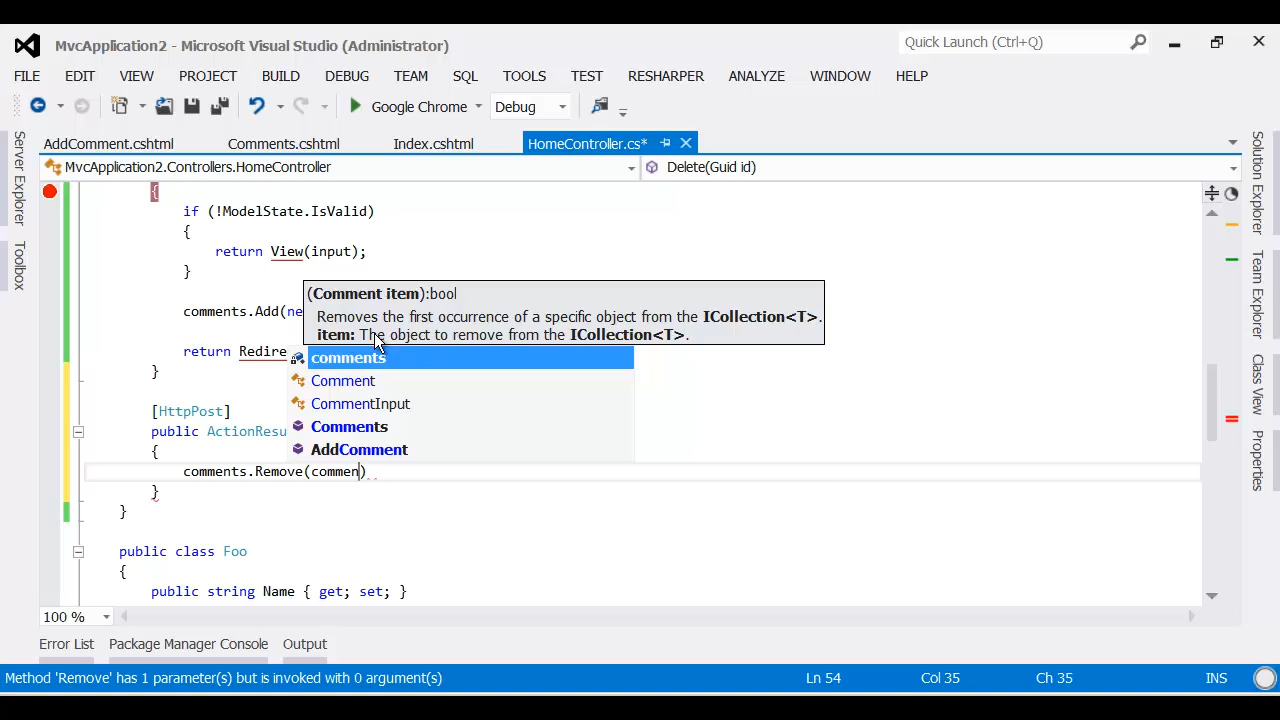 MvcApplication2 - Microsoft Visual Studio (Administrator)
Quick Launch (Ctrl+Q)
FILE EDIT VIEW PROJECT BUILD DEBUG TEAM SQL TOOLS TEST RESHARPER ANALYZE WINDOW HELP
Google Chrome Debug
AddComment.cshtml Comments.cshtml Index.cshtml HomeController.cs*
MvcApplication2.Controllers.HomeController Delete(Guid id)
Server Explorer
Toolbox
Solution Explorer
Team Explorer
Class View
Properties
{
if (!ModelState.IsValid)
{
return View(input);
}
comments.Add(ne
(Comment item):bool
Removes the first occurrence of a specific object from the ICollection<T>.
item: The object to remove from the ICollection<T>.
return Redire
comments
Comment
CommentInput
Comments
AddComment
}
[HttpPost]
public ActionResu
{
comments.Remove(commen)
}
}
public class Foo
{
public string Name { get; set; }
100 %
Error List Package Manager Console Output
Method 'Remove' has 1 parameter(s) but is invoked with 0 argument(s) Ln 54 Col 35 Ch 35 INS